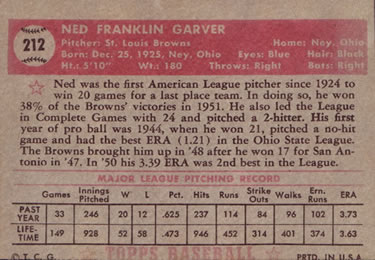 212
NED FRANKLIN GARVER
Pitcher: St. Louis Browns Home: Ney, Ohio
Born: Dec. 25, 1925, Ney, Ohio Eyes: Blue Hair: Black
Ht.: 5'10" Wt.: 180 Throws: Right Bats: Right
Ned was the first American League pitcher since 1924 to
win 20 games for a last place team. In doing so, he won
38% of the Browns' victories in 1951. He also led the League
in Complete Games with 24 and pitched a 2-hitter. His first
year of pro ball was 1944, when he won 21, pitched a no-hit
game and had the best ERA (1.21) in the Ohio State League.
The Browns brought him up in '48 after he won 17 for San
Antonio in '47. In '50 his 3.39 ERA was 2nd best in the League.
MAJOR LEAGUE PITCHING RECORD
Games Innings Pitched W L Pct. Hits Runs Strike Outs Walks Earn. Runs ERA
PAST YEAR 33 246 20 12 .625 237 114 84 96 102 3.73
LIFE-TIME 149 928 52 58 .473 946 452 314 402 374 3.63
© T. C. G. TOPPS BASEBALL PRTD. IN U.S.A.